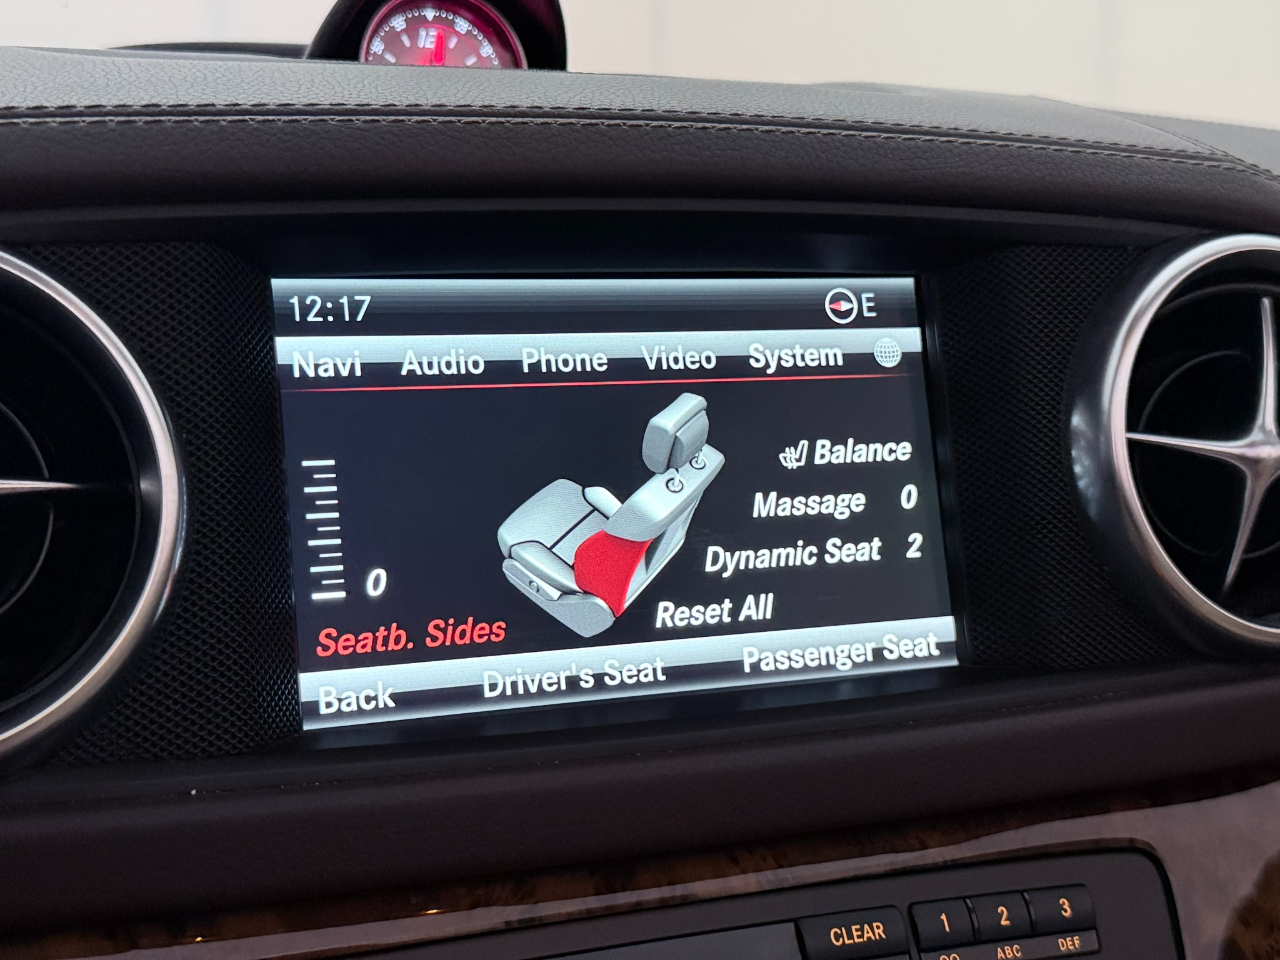 12
12:17 E
Navi Audio Phone Video System
Balance
Massage 0
Dynamic Seat 2
0
Reset All
Seatb. Sides
Back Driver's Seat Passenger Seat
CLEAR 1 2 3
ABC DEF